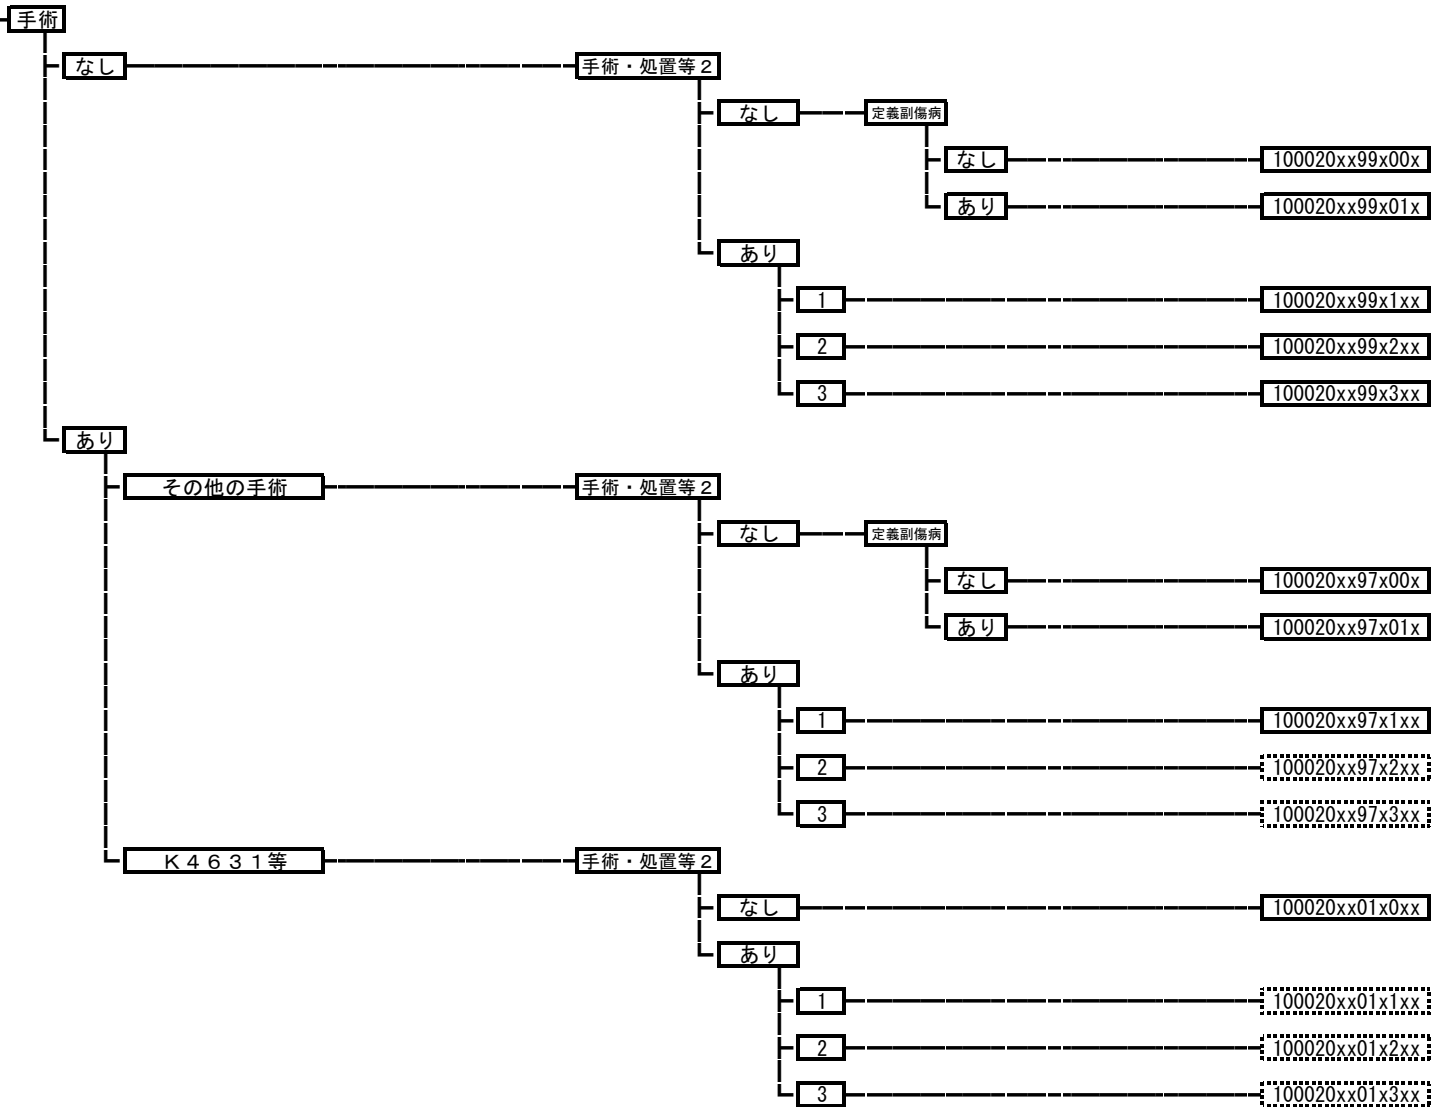 手術
なし
手術・処置等２
なし
定義副傷病
なし
100020xx99x00x
あり
100020xx99x01x
あり
1
100020xx99x1xx
2
100020xx99x2xx
3
100020xx99x3xx
あり
その他の手術
手術・処置等２
なし
定義副傷病
なし
100020xx97x00x
あり
100020xx97x01x
あり
1
100020xx97x1xx
2
100020xx97x2xx
3
100020xx97x3xx
Ｋ４６３１等
手術・処置等２
なし
100020xx01x0xx
あり
1
100020xx01x1xx
2
100020xx01x2xx
3
100020xx01x3xx